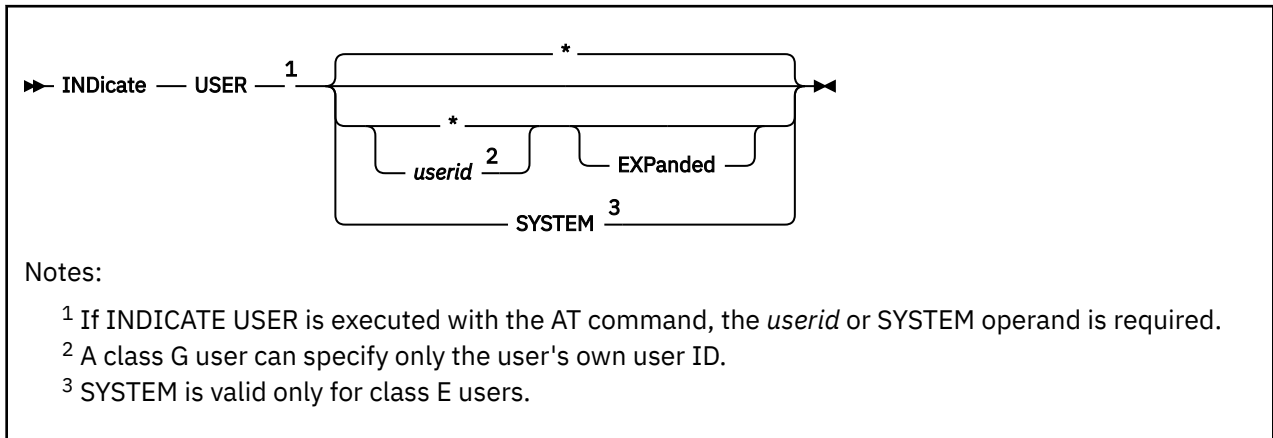 *
▶▶ INDicate — USER 1 ▶◀
*
userid 2 EXPanded
SYSTEM 3
Notes:
1 If INDICATE USER is executed with the AT command, the userid or SYSTEM operand is required.
2 A class G user can specify only the user's own user ID.
3 SYSTEM is valid only for class E users.